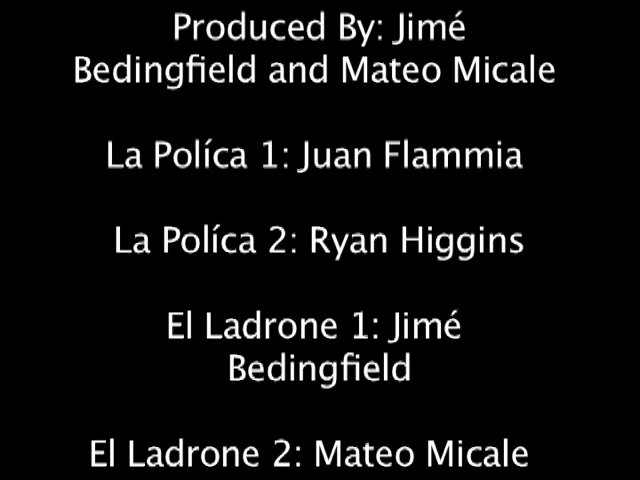 Produced By: Jimé
Bedingfield and Mateo Micale
La Políca 1: Juan Flammia
La Políca 2: Ryan Higgins
El Ladrone 1: Jimé
Bedingfield
El Ladrone 2: Mateo Micale